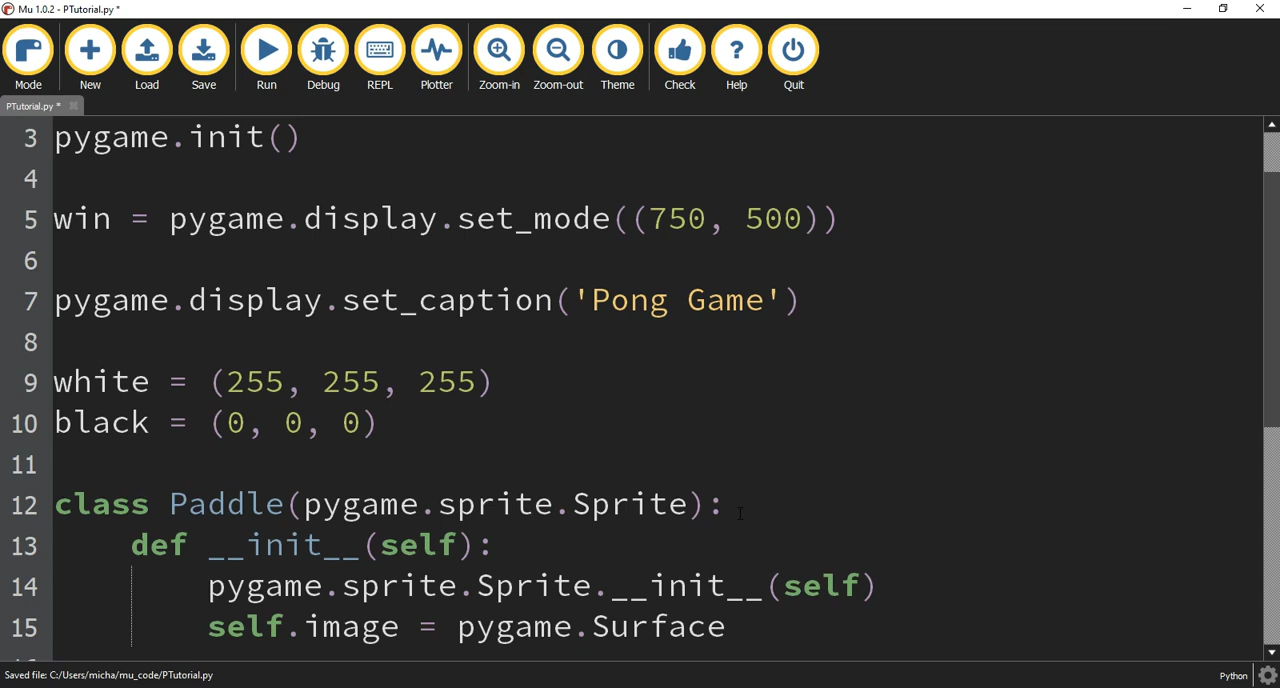 Mu 1.0.2 - PTutorial.py *
Mode New Load Save Run Debug REPL Plotter Zoom-in Zoom-out Theme Check Help Quit
PTutorial.py *
3 pygame.init()
4
5 win = pygame.display.set_mode((750, 500))
6
7 pygame.display.set_caption('Pong Game')
8
9 white = (255, 255, 255)
10 black = (0, 0, 0)
11
12 class Paddle(pygame.sprite.Sprite):
13 def __init__(self):
14 pygame.sprite.Sprite.__init__(self)
15 self.image = pygame.Surface
Saved file: C:/Users/micha/mu_code/PTutorial.py Python